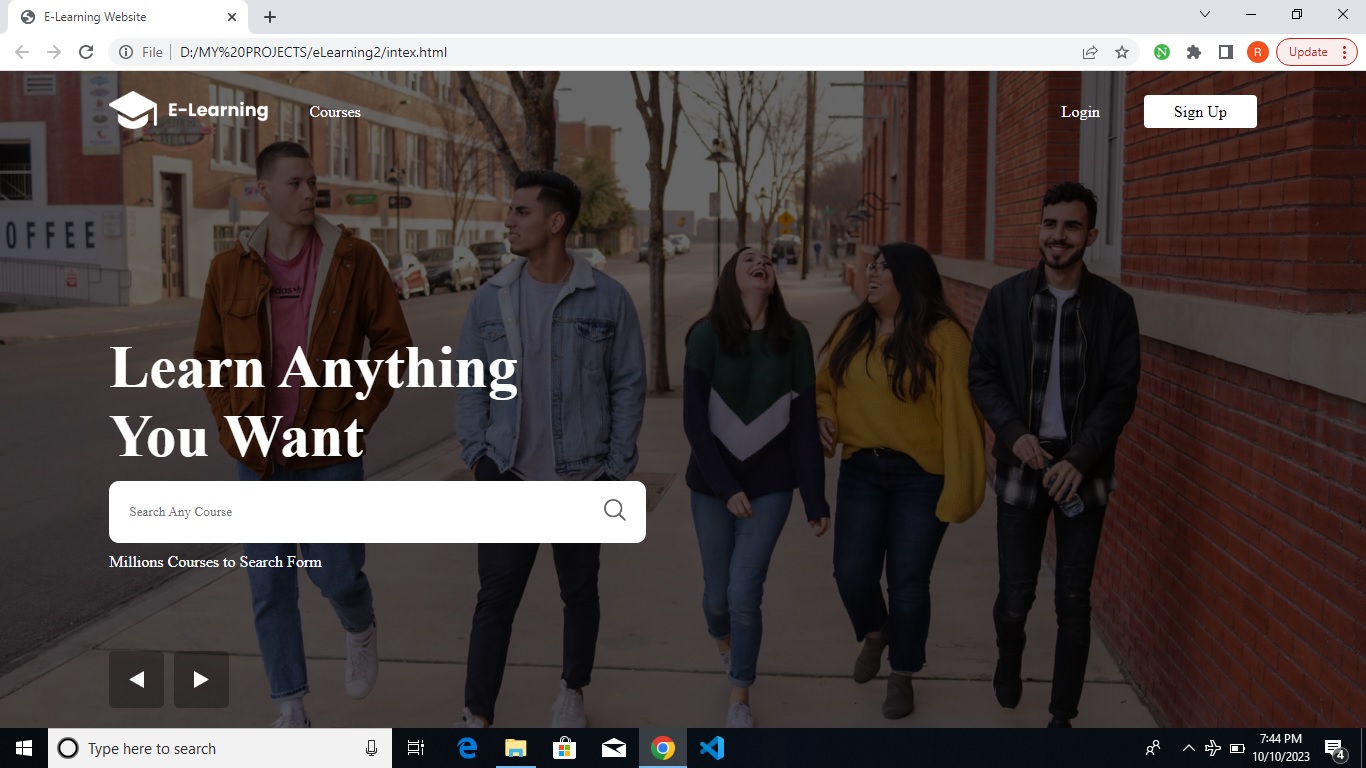 E-Learning Website
File
D:/MY%20PROJECTS/eLearning2/intex.html
R
Update
E-Learning
Courses
Login
Sign Up
OFFEE
adidas
Learn Anything
You Want
Search Any Course
Millions Courses to Search Form
Type here to search
7:44 PM
10/10/2023
4